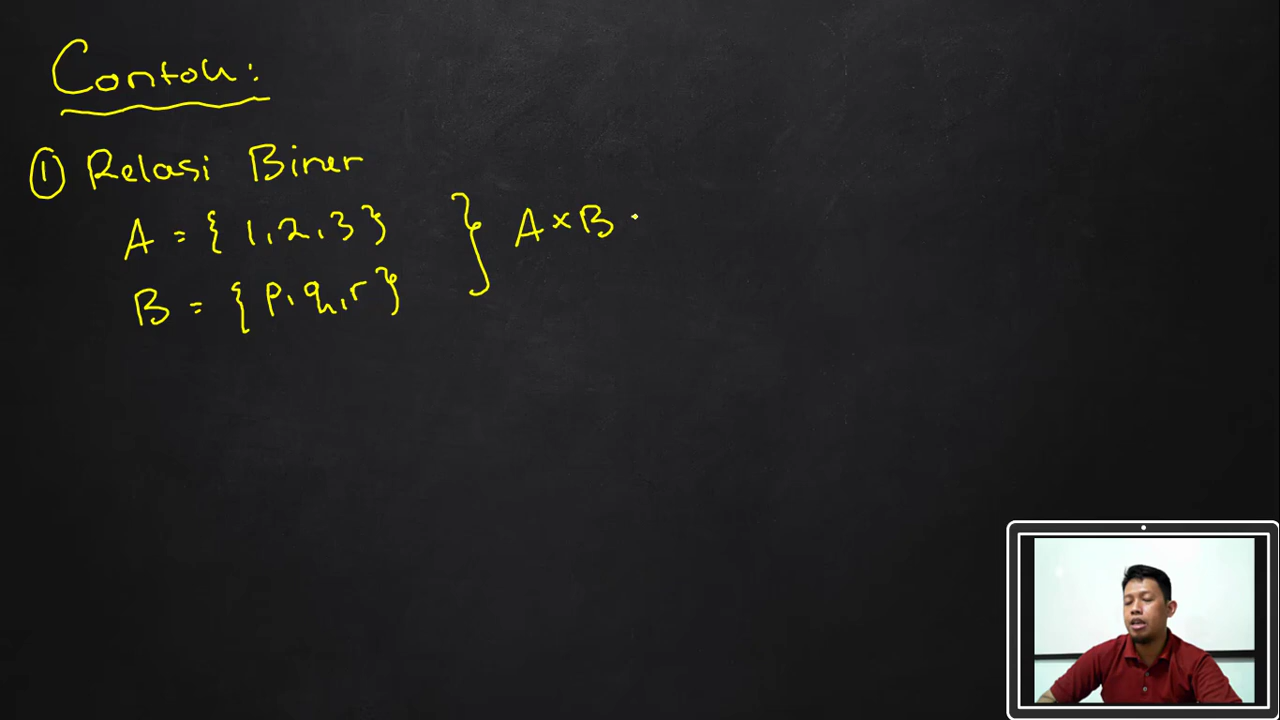 Contoh:
① Relasi Biner
A = { 1, 2, 3 } } A × B
B = { p, q, r }